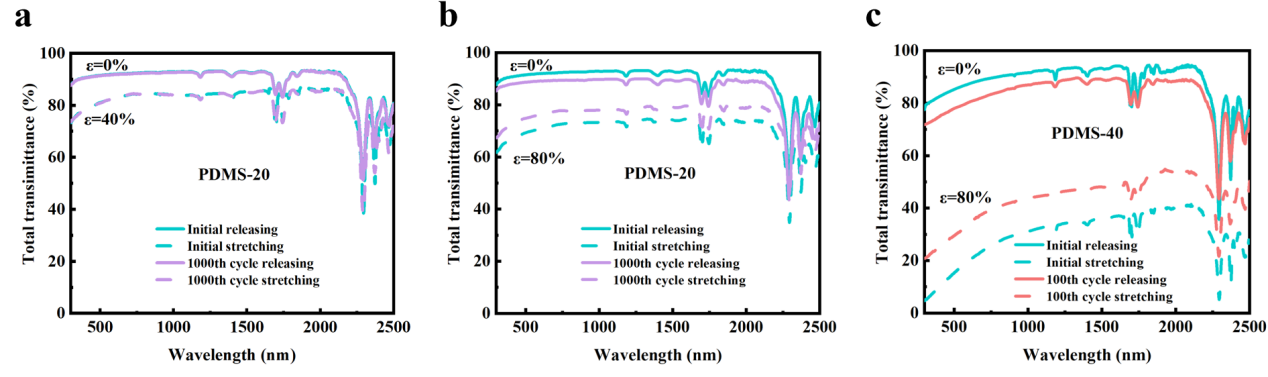 a
100
80
60
40
20
0
Total transimittance (%)
ε=0%
ε=40%
PDMS-20
Initial releasing
Initial stretching
1000th cycle releasing
1000th cycle stretching
500
1000
1500
2000
2500
Wavelength (nm)
b
100
80
60
40
20
0
Total transimittance (%)
ε=0%
ε=80%
PDMS-20
Initial releasing
Initial stretching
1000th cycle releasing
1000th cycle stretching
500
1000
1500
2000
2500
Wavelength (nm)
c
100
80
60
40
20
0
Total transimittance (%)
ε=0%
PDMS-40
ε=80%
Initial releasing
Initial stretching
100th cycle releasing
100th cycle stretching
500
1000
1500
2000
2500
Wavelength (nm)